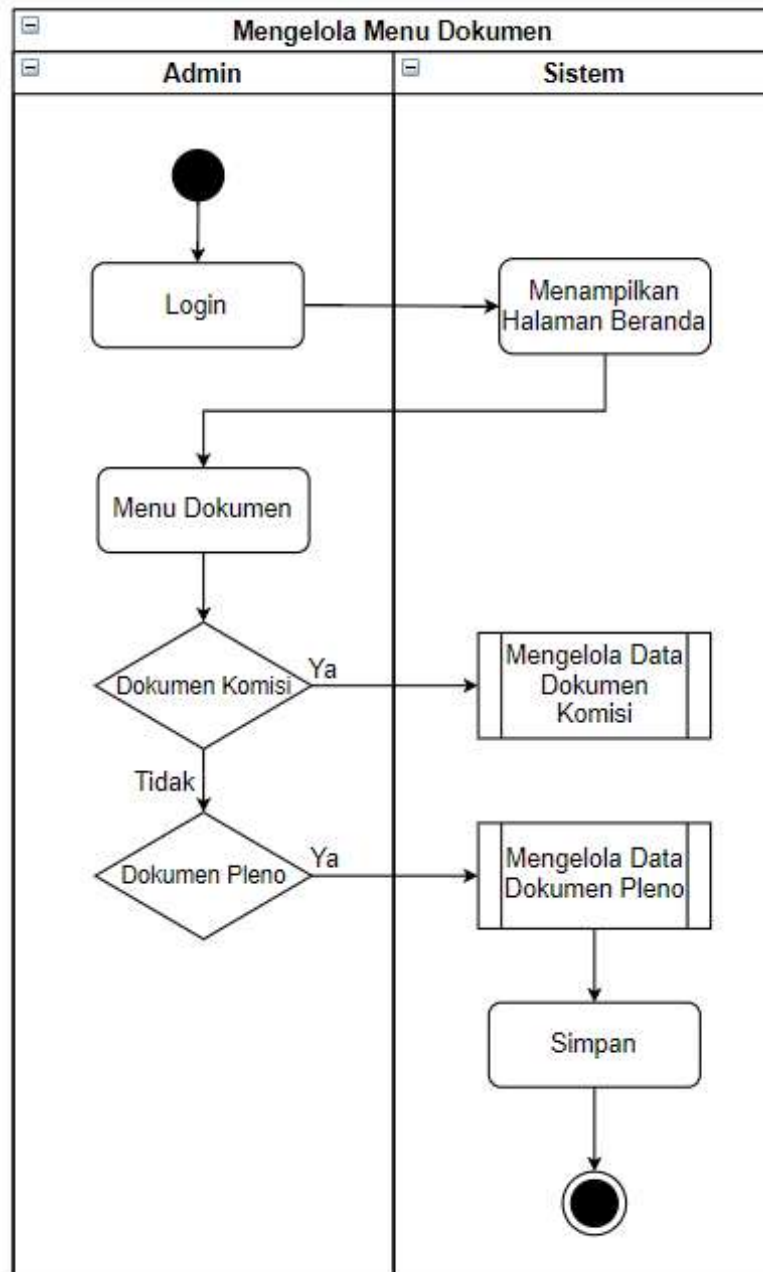 Mengelola Menu Dokumen
Admin
Sistem
Login
Menampilkan
Halaman Beranda
Menu Dokumen
Dokumen Komisi
Ya
Mengelola Data
Dokumen
Komisi
Tidak
Dokumen Pleno
Ya
Mengelola Data
Dokumen Pleno
Simpan